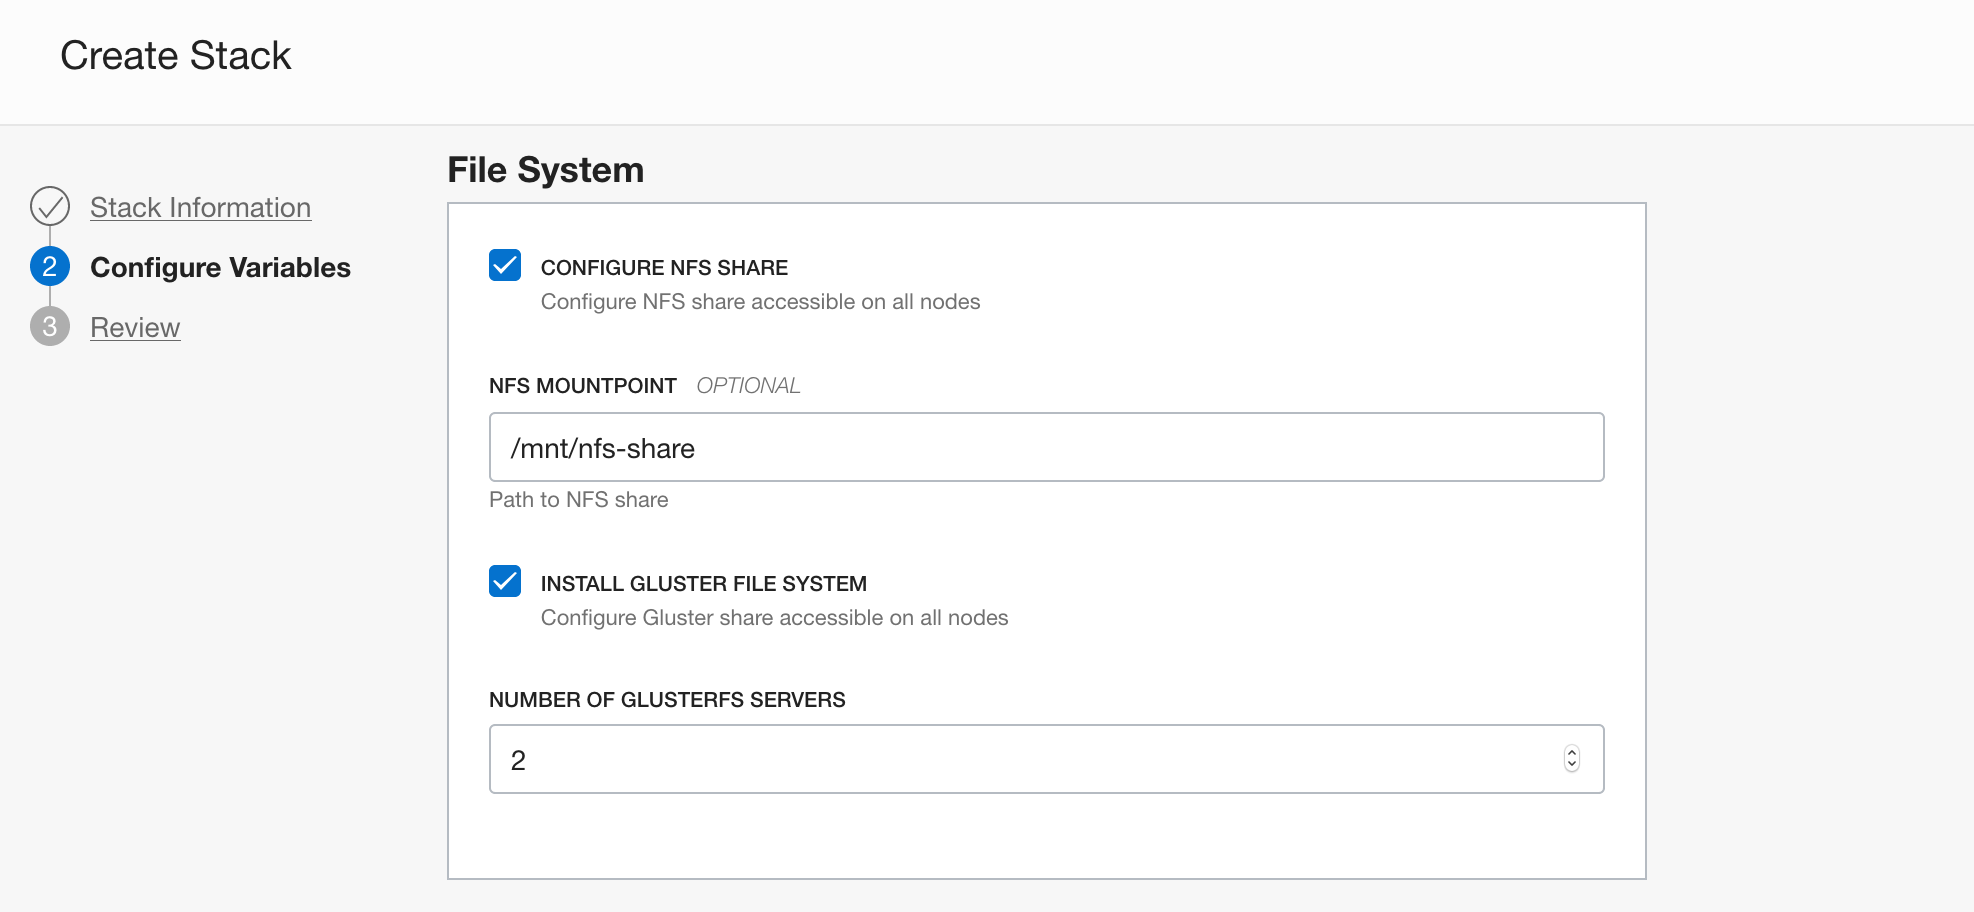 Create Stack
Stack Information
2 Configure Variables
3 Review
File System
CONFIGURE NFS SHARE
Configure NFS share accessible on all nodes
NFS MOUNTPOINT OPTIONAL
/mnt/nfs-share
Path to NFS share
INSTALL GLUSTER FILE SYSTEM
Configure Gluster share accessible on all nodes
NUMBER OF GLUSTERFS SERVERS
2